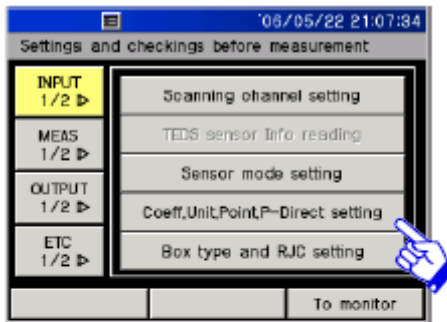 '06/05/22 21:07:34
Settings and checkings before measurement
INPUT
1/2
Scanning channel setting
MEAS
1/2
TEDS sensor Info reading
Sensor mode setting
OUTPUT
1/2
Coeff,Unit,Point,P-Direct setting
ETC
1/2
Box type and RJC setting
To monitor